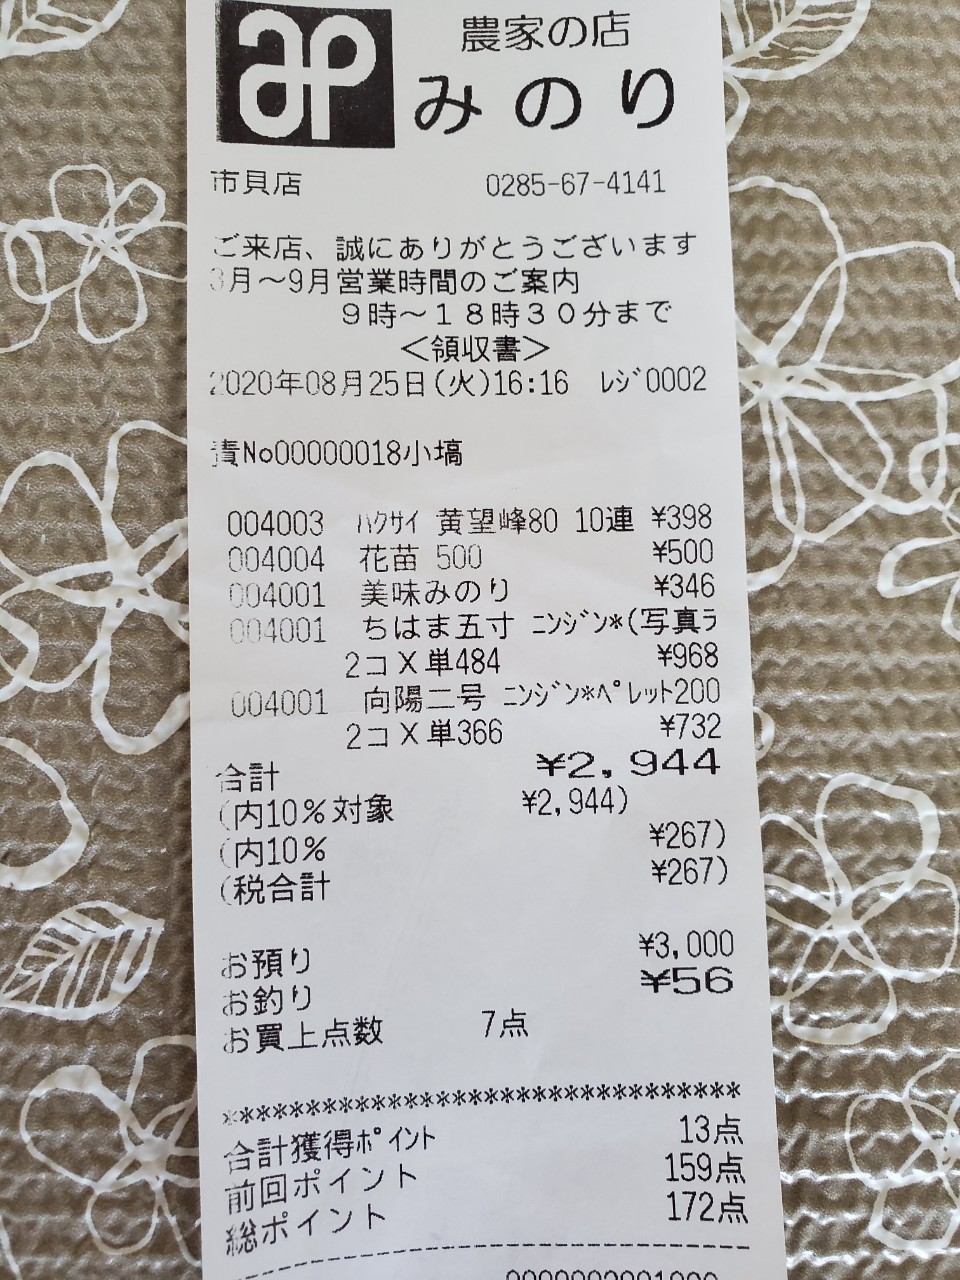 農家の店
みのり
市貝店 0285-67-4141
ご来店、誠にありがとうございます
3月～9月営業時間のご案内
9時～18時30分まで
＜領収書＞
2020年08月25日(火)16:16 ﾚｼﾞ0002
責No00000018小塙
004003 ﾊｸｻｲ 黄望峰80 10連 ¥398
004004 花苗 500 ¥500
004001 美味みのり ¥346
004001 ちはま五寸 ﾆﾝｼﾞﾝ*(写真ﾗ
2コX単484 ¥968
004001 向陽二号 ﾆﾝｼﾞﾝ*ﾍﾟﾚｯﾄ200
2コX単366 ¥732
合計 ¥2,944
(内10%対象 ¥2,944)
(内10% ¥267)
(税合計 ¥267)
お預り ¥3,000
お釣り ¥56
お買上点数 7点
********************************
合計獲得ﾎﾟｲﾝﾄ 13点
前回ポイント 159点
総ポイント 172点